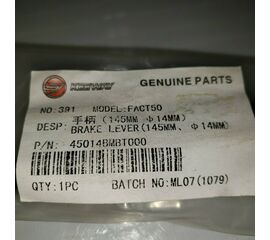 KEEWAY GENUINE PARTS
NO.391 MODEL:FACT50
手柄(145MM φ14MM)
DESP: BRAKE LEVER(145MM、φ14MM)
P/N: 45014BMBT000
QTY:1PC BATCH NO:ML07(1079)